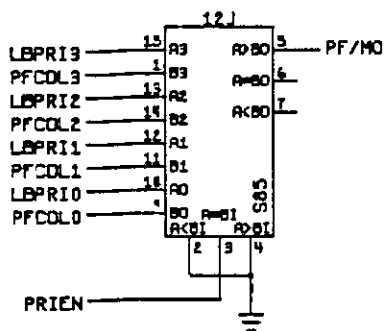 12J
LBPRI3 15 A3 A>BO 5 PF/MO
PFCOL3 1 B3 A=BO 6
LBPRI2 13 A2
PFCOL2 14 B2 A<BO 7
LBPRI1 12 A1
PFCOL1 11 B1
LBPRI0 10 A0
PFCOL0 9 B0
S85
A=BI
A<BI A>BI
2 3 4
PRIEN